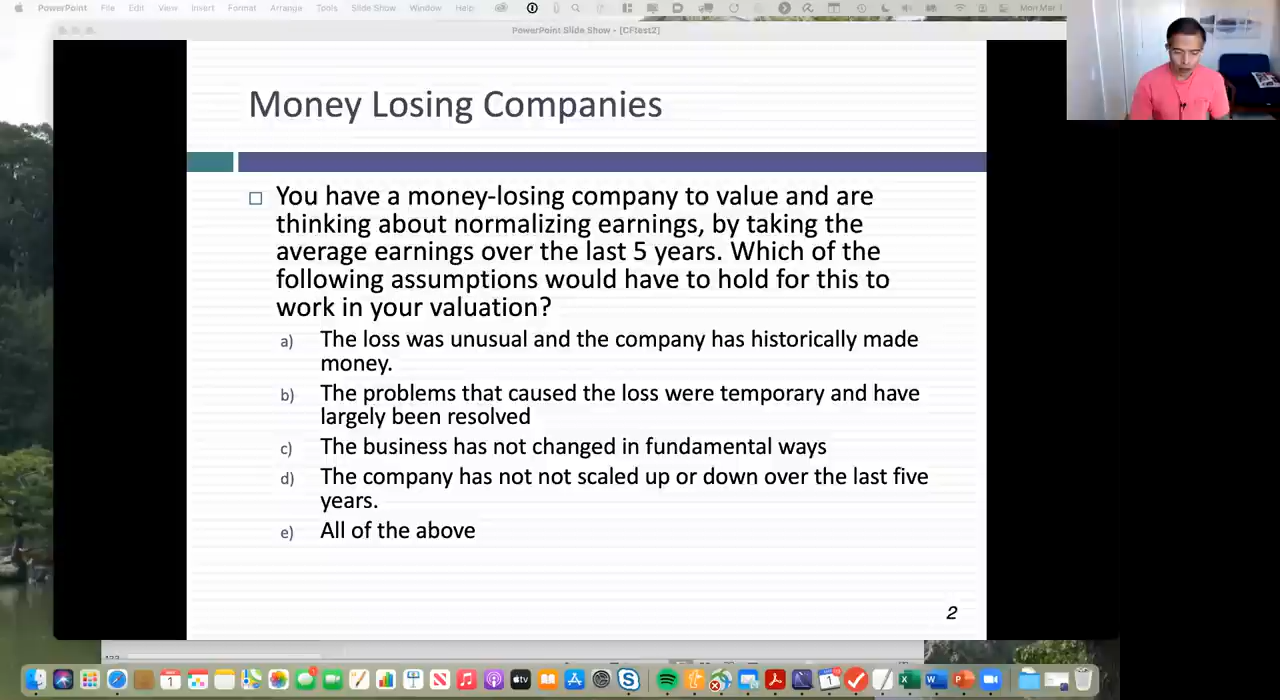 PowerPoint File Edit View Insert Format Arrange Tools Slide Show Window Help Mon Mar 1
PowerPoint Slide Show - [CFtest2]
Money Losing Companies
You have a money-losing company to value and are
thinking about normalizing earnings, by taking the
average earnings over the last 5 years. Which of the
following assumptions would have to hold for this to
work in your valuation?
a) The loss was unusual and the company has historically made
money.
b) The problems that caused the loss were temporary and have
largely been resolved
c) The business has not changed in fundamental ways
d) The company has not not scaled up or down over the last five
years.
e) All of the above
2